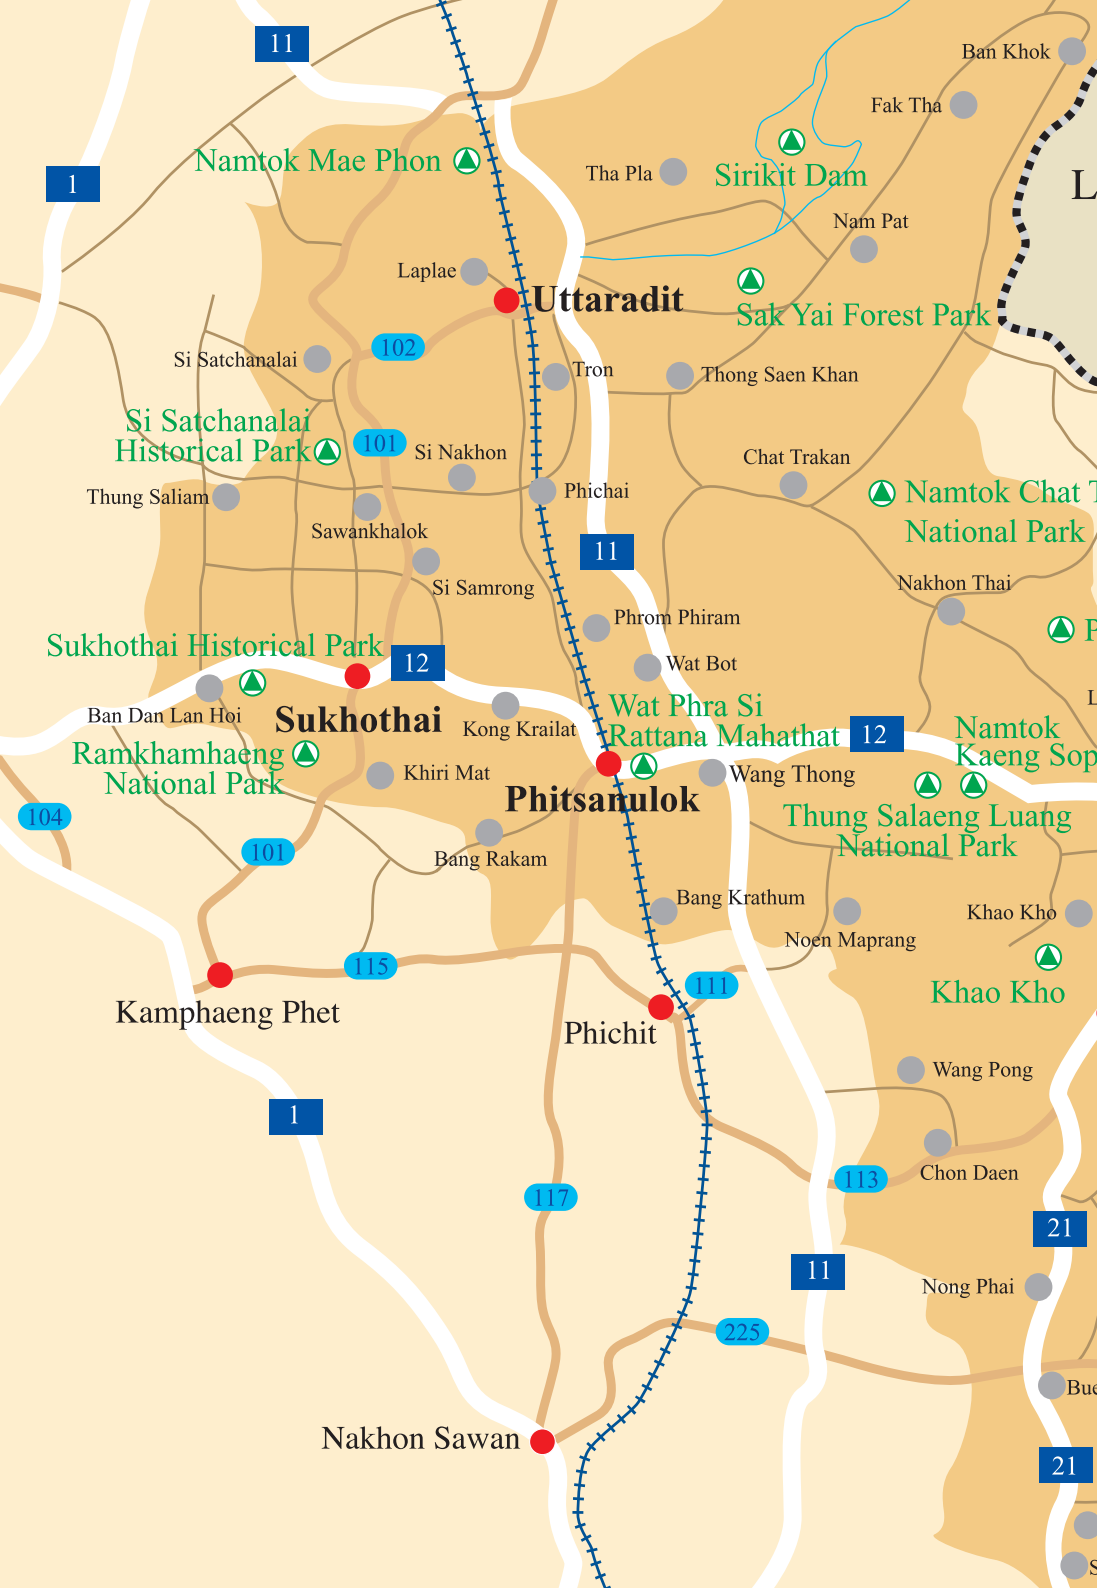 11
Ban Khok
Fak Tha
Namtok Mae Phon
Tha Pla
Sirikit Dam
1
L
Nam Pat
Laplae
Uttaradit
Sak Yai Forest Park
102
Si Satchanalai
Tron
Thong Saen Khan
Si Satchanalai
Historical Park
101
Si Nakhon
Chat Trakan
Thung Saliam
Phichai
Namtok Chat T
National Park
Sawankhalok
11
Si Samrong
Nakhon Thai
Phrom Phiram
P
Sukhothai Historical Park
12
Wat Bot
L
Ban Dan Lan Hoi
Sukhothai
Kong Krailat
Wat Phra Si
Rattana Mahathat
12
Namtok
Kaeng Sop
Ramkhamhaeng
National Park
Khiri Mat
Wang Thong
Phitsanulok
104
Thung Salaeng Luang
National Park
101
Bang Rakam
Bang Krathum
Khao Kho
Noen Maprang
115
111
Khao Kho
Kamphaeng Phet
Phichit
Wang Pong
1
Chon Daen
113
117
21
11
Nong Phai
225
Bue
Nakhon Sawan
21
S